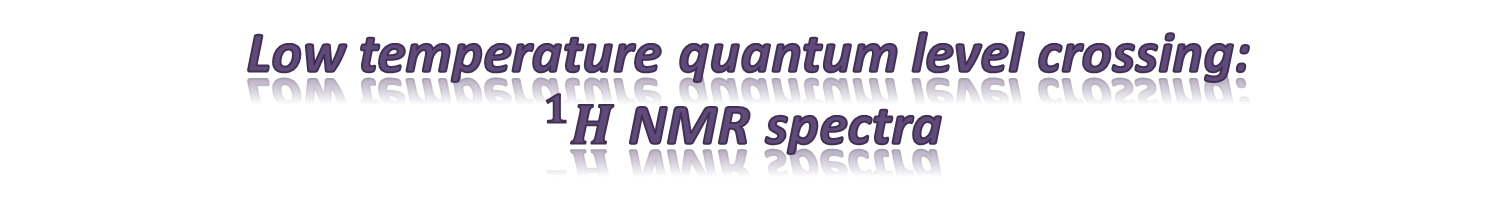 Low temperature quantum level crossing:
¹H NMR spectra